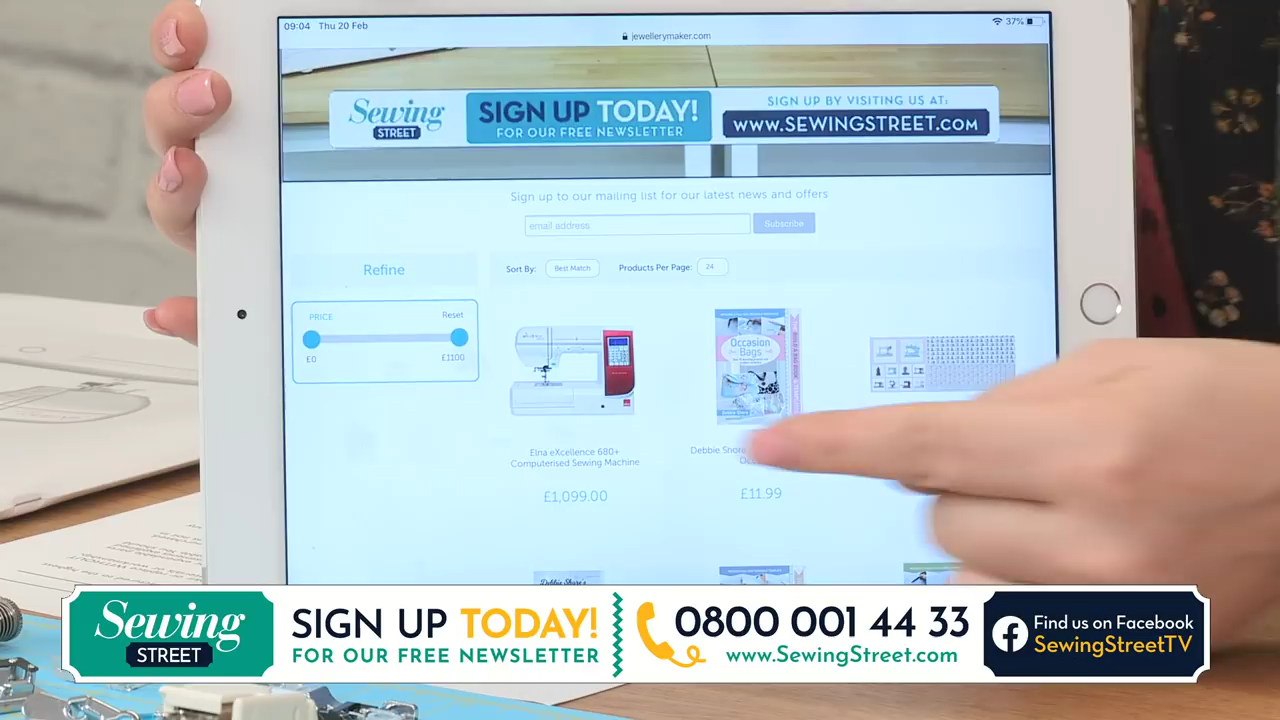 09:04 Thu 20 Feb
37%
jewellerymaker.com
Sewing
STREET
SIGN UP TODAY!
FOR OUR FREE NEWSLETTER
SIGN UP BY VISITING US AT:
WWW.SEWINGSTREET.COM
Sign up to our mailing list for our latest news and offers
email address
Subscribe
Refine
Sort By: Best Match Products Per Page: 24
PRICE Reset
£0 £1100
Occasion
Bags
Elna eXcellence 680+
Computerised Sewing Machine
£1,099.00
Debbie Shore
£11.99
Debbie Shore's
WITHOUT
Sewing
STREET
SIGN UP TODAY!
FOR OUR FREE NEWSLETTER
0800 001 44 33
www.SewingStreet.com
Find us on Facebook
SewingStreetTV